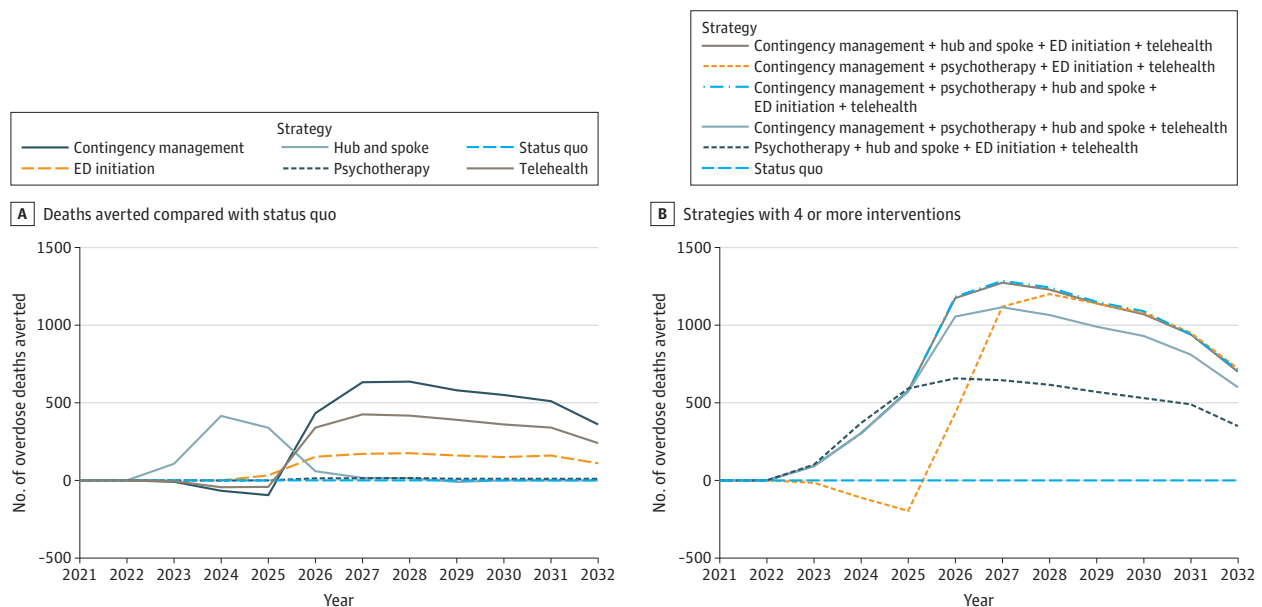 Strategy
Contingency management
Hub and spoke
Status quo
ED initiation
Psychotherapy
Telehealth
A Deaths averted compared with status quo
1500
1000
500
0
-500
No. of overdose deaths averted
2021 2022 2023 2024 2025 2026 2027 2028 2029 2030 2031 2032
Year
Strategy
Contingency management + hub and spoke + ED initiation + telehealth
Contingency management + psychotherapy + ED initiation + telehealth
Contingency management + psychotherapy + hub and spoke +
ED initiation + telehealth
Contingency management + psychotherapy + hub and spoke + telehealth
Psychotherapy + hub and spoke + ED initiation + telehealth
Status quo
B Strategies with 4 or more interventions
1500
1000
500
0
-500
No. of overdose deaths averted
2021 2022 2023 2024 2025 2026 2027 2028 2029 2030 2031 2032
Year